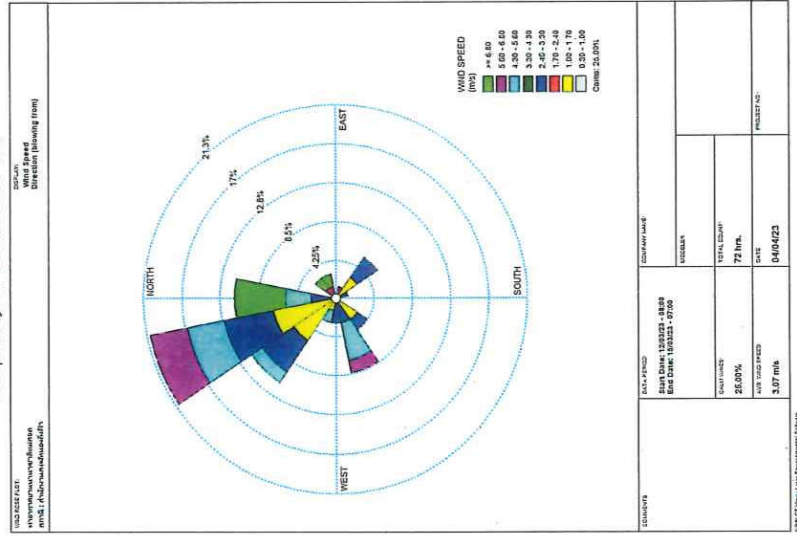 WIND ROSE PLOT:
DISPLAY:
Wind Speed
Direction (blowing from)
NORTH
21.3%
17%
12.8%
8.5%
4.25%
WEST
EAST
SOUTH
WIND SPEED
(m/s)
>= 6.80
5.60 - 6.80
4.30 - 5.60
3.30 - 4.30
2.40 - 3.30
1.70 - 2.40
1.00 - 1.70
0.30 - 1.00
Calms: 25.00%
COMMENTS
DATA PERIOD
Start Date: 12/03/23 - 08:00
End Date: 15/03/23 - 07:00
COMPANY NAME
MODELER
CALM WINDS
25.00%
TOTAL COUNT
72 hrs.
AVG. WIND SPEED
3.07 m/s
DATE
04/04/23
PROJECT NO.